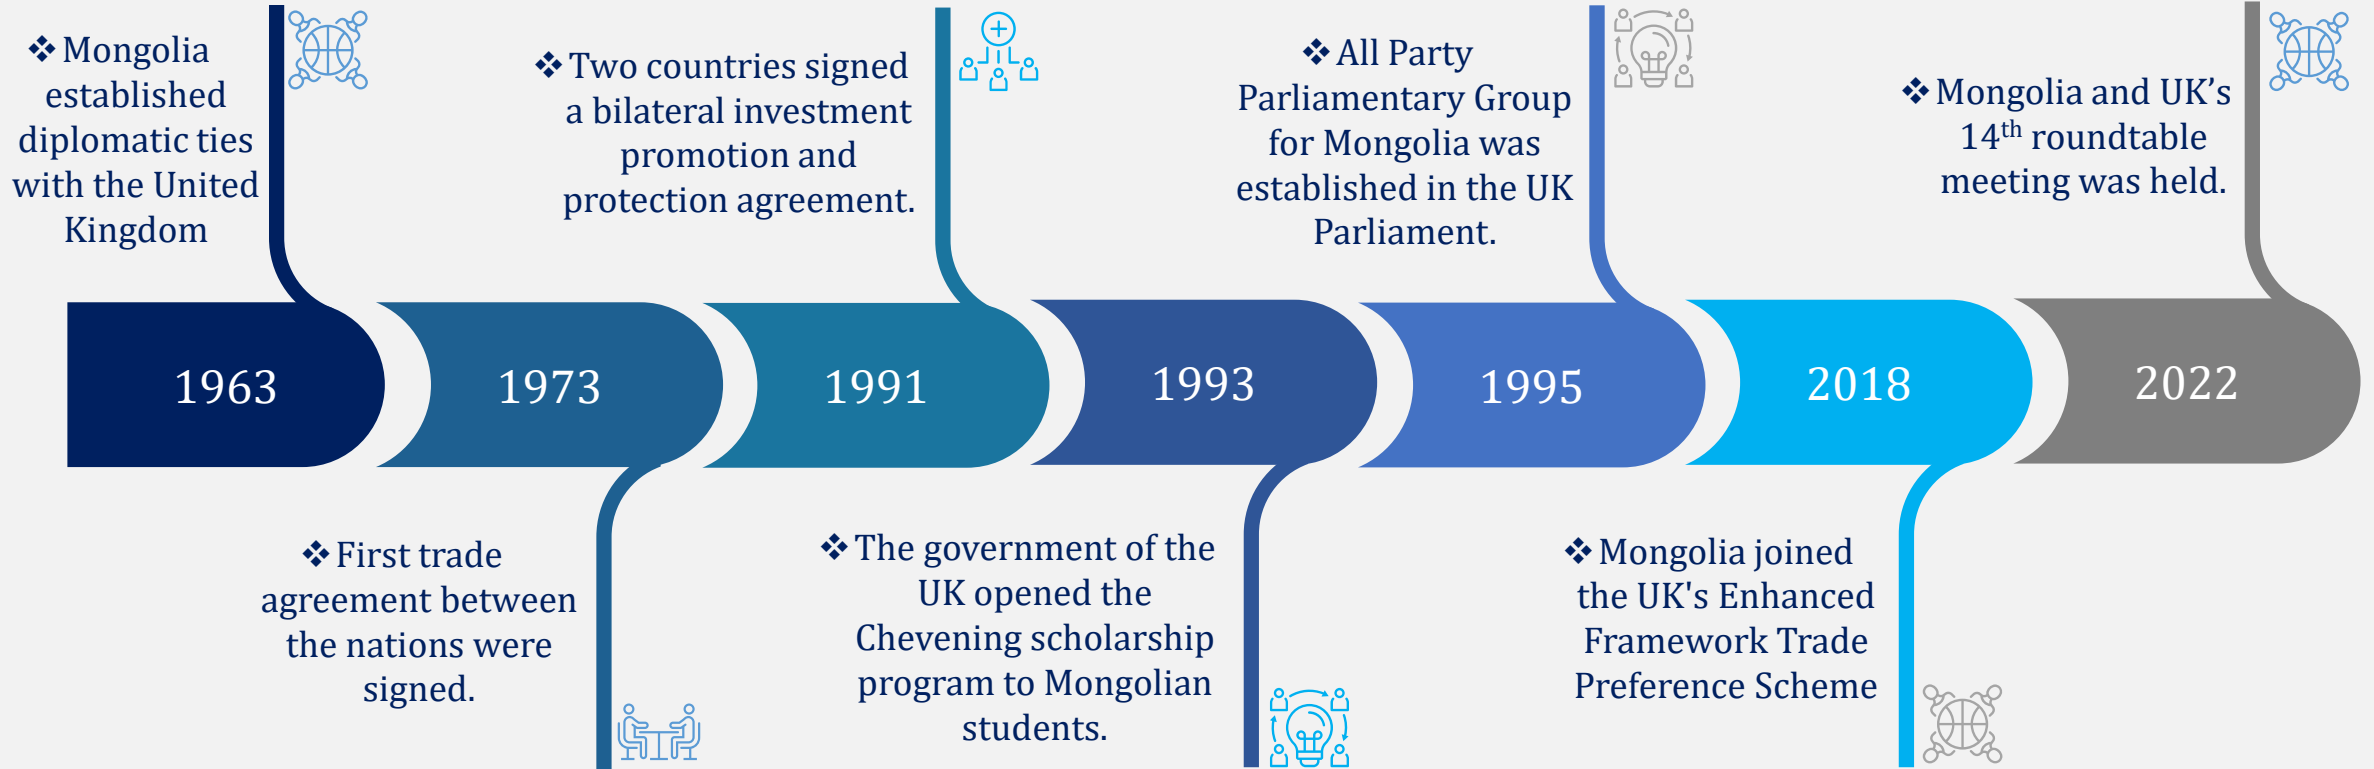 ❖ Mongolia
established
diplomatic ties
with the United
Kingdom
❖ Two countries signed
a bilateral investment
promotion and
protection agreement.
❖ All Party
Parliamentary Group
for Mongolia was
established in the UK
Parliament.
❖ Mongolia and UK’s
14th roundtable
meeting was held.
1963
1973
1991
1993
1995
2018
2022
❖ First trade
agreement between
the nations were
signed.
❖ The government of the
UK opened the
Chevening scholarship
program to Mongolian
students.
❖ Mongolia joined
the UK's Enhanced
Framework Trade
Preference Scheme